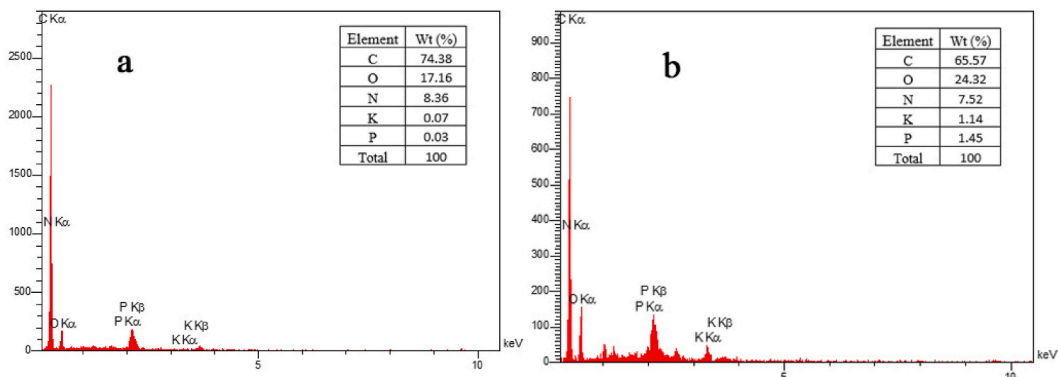 C Kα
a
Element Wt (%)
C 74.38
O 17.16
N 8.36
K 0.07
P 0.03
Total 100
2500
2000
1500
1000
500
0
N Kα
O Kα
P Kβ
P Kα
K Kβ
K Kα
5
10
keV
C Kα
b
Element Wt (%)
C 65.57
O 24.32
N 7.52
K 1.14
P 1.45
Total 100
900
800
700
600
500
400
300
200
100
0
N Kα
O Kα
P Kβ
P Kα
K Kβ
K Kα
5
10
keV